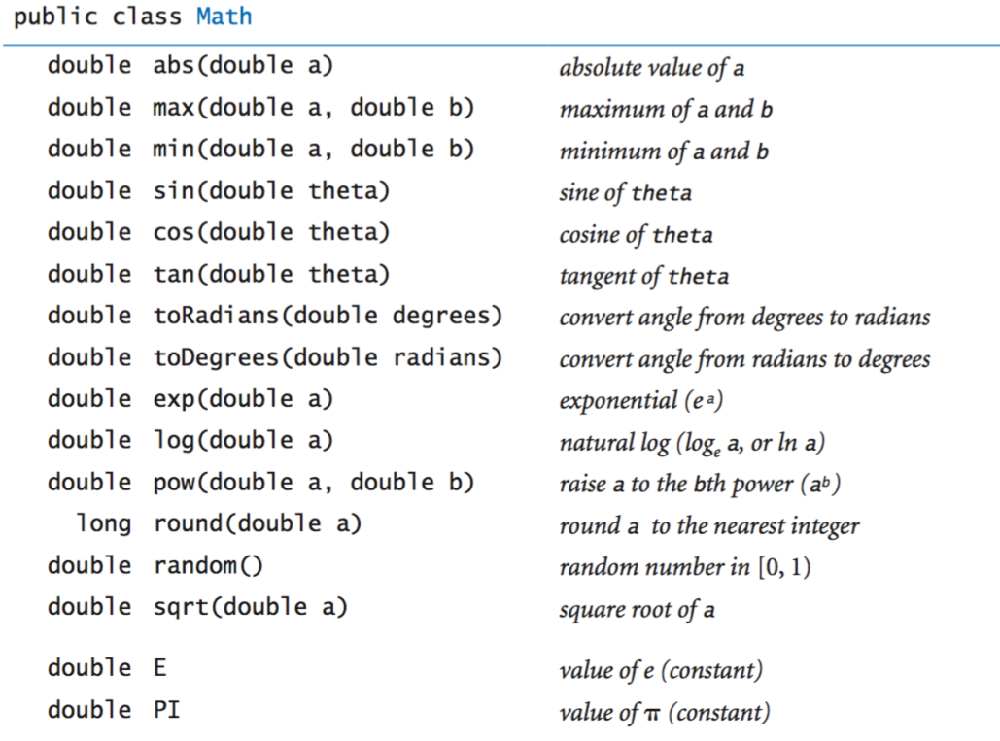 public class Math
double abs(double a) absolute value of a
double max(double a, double b) maximum of a and b
double min(double a, double b) minimum of a and b
double sin(double theta) sine of theta
double cos(double theta) cosine of theta
double tan(double theta) tangent of theta
double toRadians(double degrees) convert angle from degrees to radians
double toDegrees(double radians) convert angle from radians to degrees
double exp(double a) exponential (eᵃ)
double log(double a) natural log (logₑ a, or ln a)
double pow(double a, double b) raise a to the bth power (aᵇ)
long round(double a) round a to the nearest integer
double random() random number in [0, 1)
double sqrt(double a) square root of a
double E value of e (constant)
double PI value of π (constant)